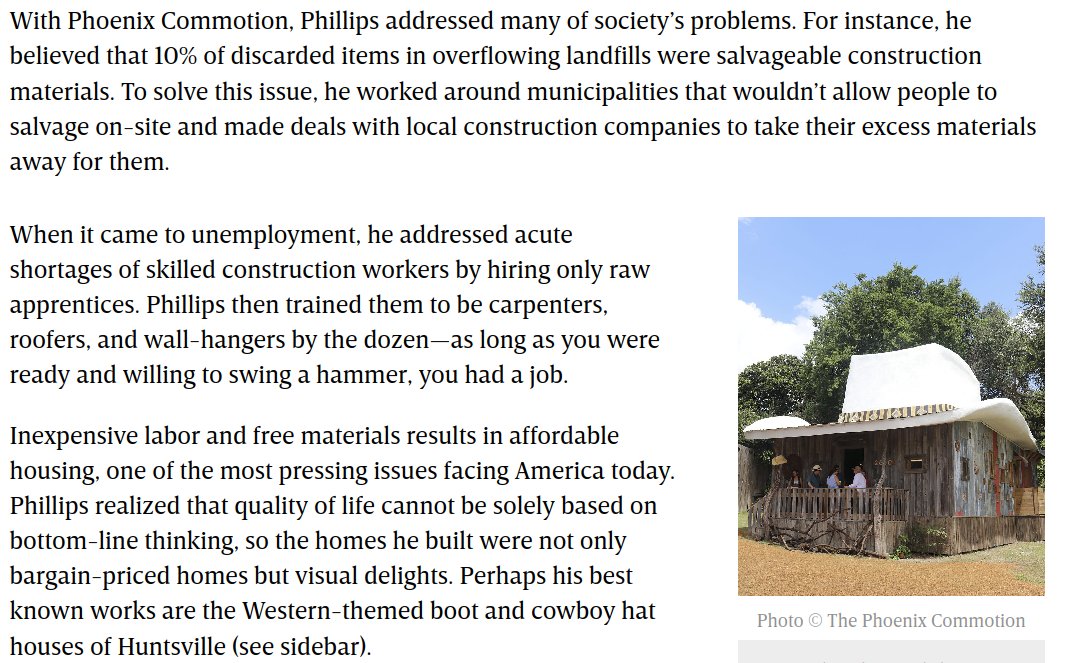 With Phoenix Commotion, Phillips addressed many of society’s problems. For instance, he
believed that 10% of discarded items in overflowing landfills were salvageable construction
materials. To solve this issue, he worked around municipalities that wouldn’t allow people to
salvage on-site and made deals with local construction companies to take their excess materials
away for them.
When it came to unemployment, he addressed acute
shortages of skilled construction workers by hiring only raw
apprentices. Phillips then trained them to be carpenters,
roofers, and wall-hangers by the dozen—as long as you were
ready and willing to swing a hammer, you had a job.
Inexpensive labor and free materials results in affordable
housing, one of the most pressing issues facing America today.
Phillips realized that quality of life cannot be solely based on
bottom-line thinking, so the homes he built were not only
bargain-priced homes but visual delights. Perhaps his best
known works are the Western-themed boot and cowboy hat
houses of Huntsville (see sidebar).
Photo © The Phoenix Commotion